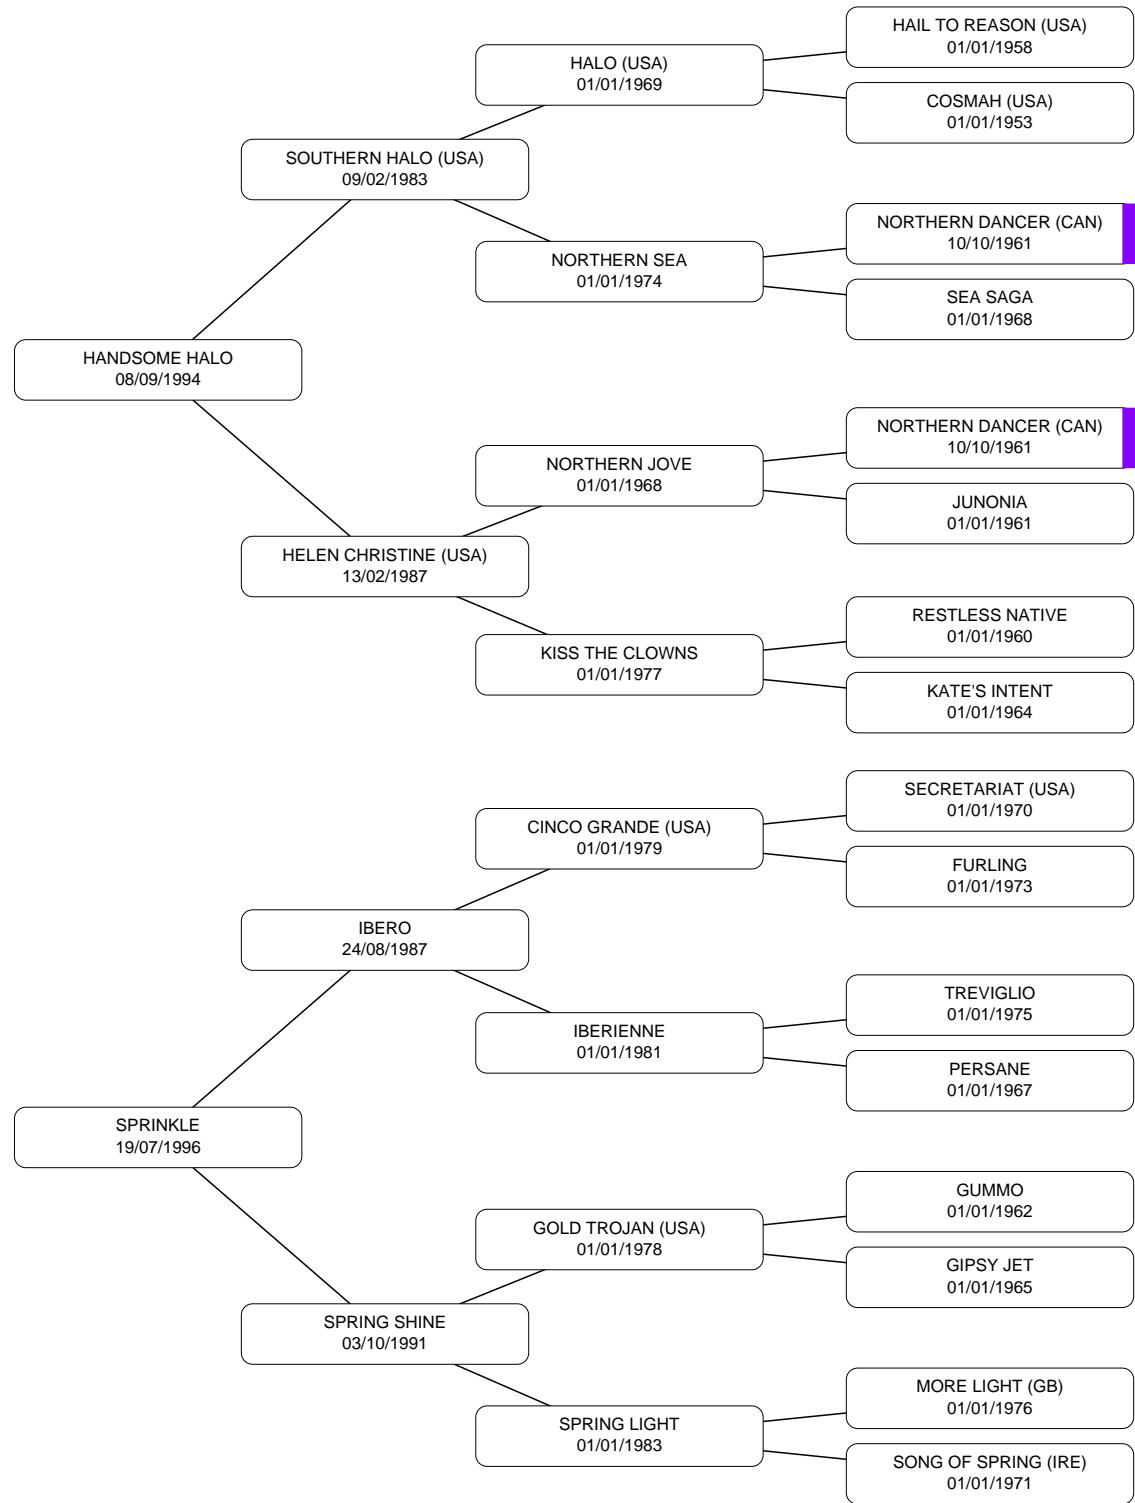 HAIL TO REASON (USA)
01/01/1958
HALO (USA)
01/01/1969
COSMAH (USA)
01/01/1953
SOUTHERN HALO (USA)
09/02/1983
NORTHERN DANCER (CAN)
10/10/1961
NORTHERN SEA
01/01/1974
SEA SAGA
01/01/1968
HANDSOME HALO
08/09/1994
NORTHERN DANCER (CAN)
10/10/1961
NORTHERN JOVE
01/01/1968
JUNONIA
01/01/1961
HELEN CHRISTINE (USA)
13/02/1987
RESTLESS NATIVE
01/01/1960
KISS THE CLOWNS
01/01/1977
KATE'S INTENT
01/01/1964
SECRETARIAT (USA)
01/01/1970
CINCO GRANDE (USA)
01/01/1979
FURLING
01/01/1973
IBERO
24/08/1987
TREVIGLIO
01/01/1975
IBERIENNE
01/01/1981
PERSANE
01/01/1967
SPRINKLE
19/07/1996
GUMMO
01/01/1962
GOLD TROJAN (USA)
01/01/1978
GIPSY JET
01/01/1965
SPRING SHINE
03/10/1991
MORE LIGHT (GB)
01/01/1976
SPRING LIGHT
01/01/1983
SONG OF SPRING (IRE)
01/01/1971